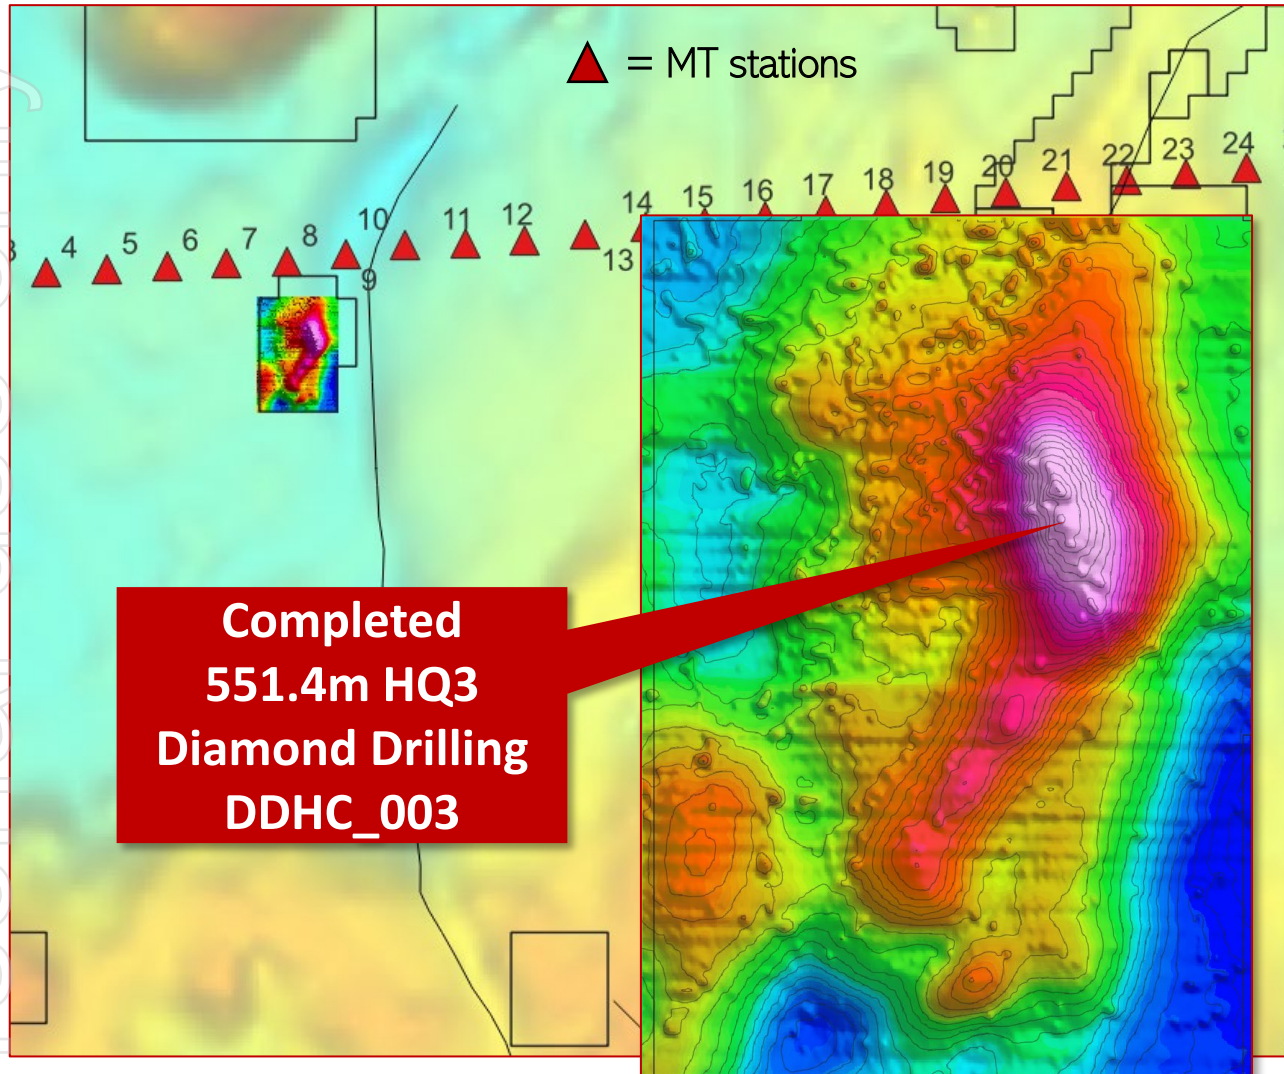 = MT stations
3 4 5 6 7 8 9 10 11 12 13 14 15 16 17 18 19 20 21 22 23 24
Completed
551.4m HQ3
Diamond Drilling
DDHC_003